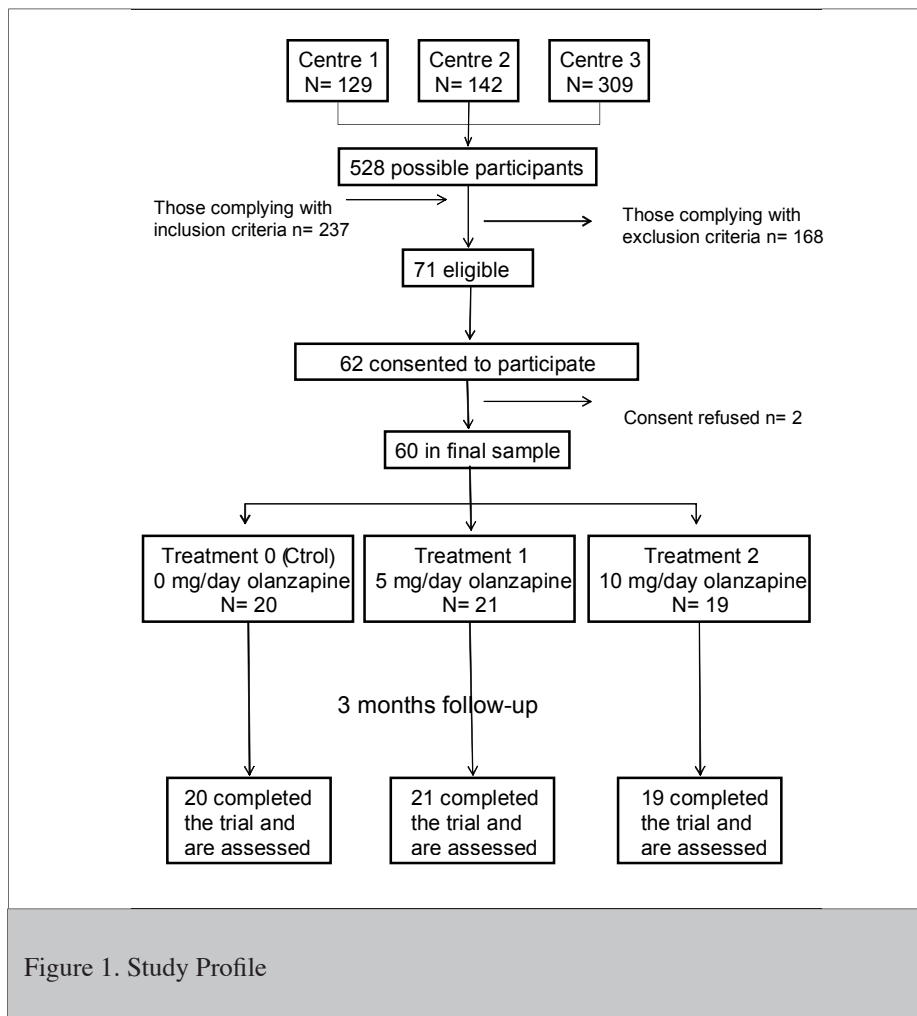 Centre 1
N= 129
Centre 2
N= 142
Centre 3
N= 309
528 possible participants
Those complying with
inclusion criteria n= 237
Those complying with
exclusion criteria n= 168
71 eligible
62 consented to participate
Consent refused n= 2
60 in final sample
Treatment 0 (Ctrol)
0 mg/day olanzapine
N= 20
Treatment 1
5 mg/day olanzapine
N= 21
Treatment 2
10 mg/day olanzapine
N= 19
3 months follow-up
20 completed
the trial and
are assessed
21 completed
the trial and
are assessed
19 completed
the trial and
are assessed
Figure 1. Study Profile